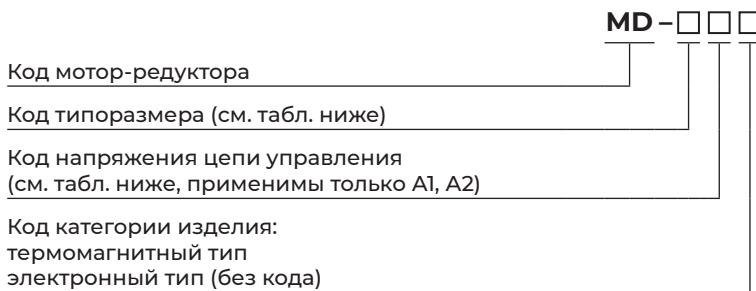 MD – □ □ □
Код мотор-редуктора
Код типоразмера (см. табл. ниже)
Код напряжения цепи управления
(см. табл. ниже, применимы только A1, A2)
Код категории изделия:
термомагнитный тип
электронный тип (без кода)